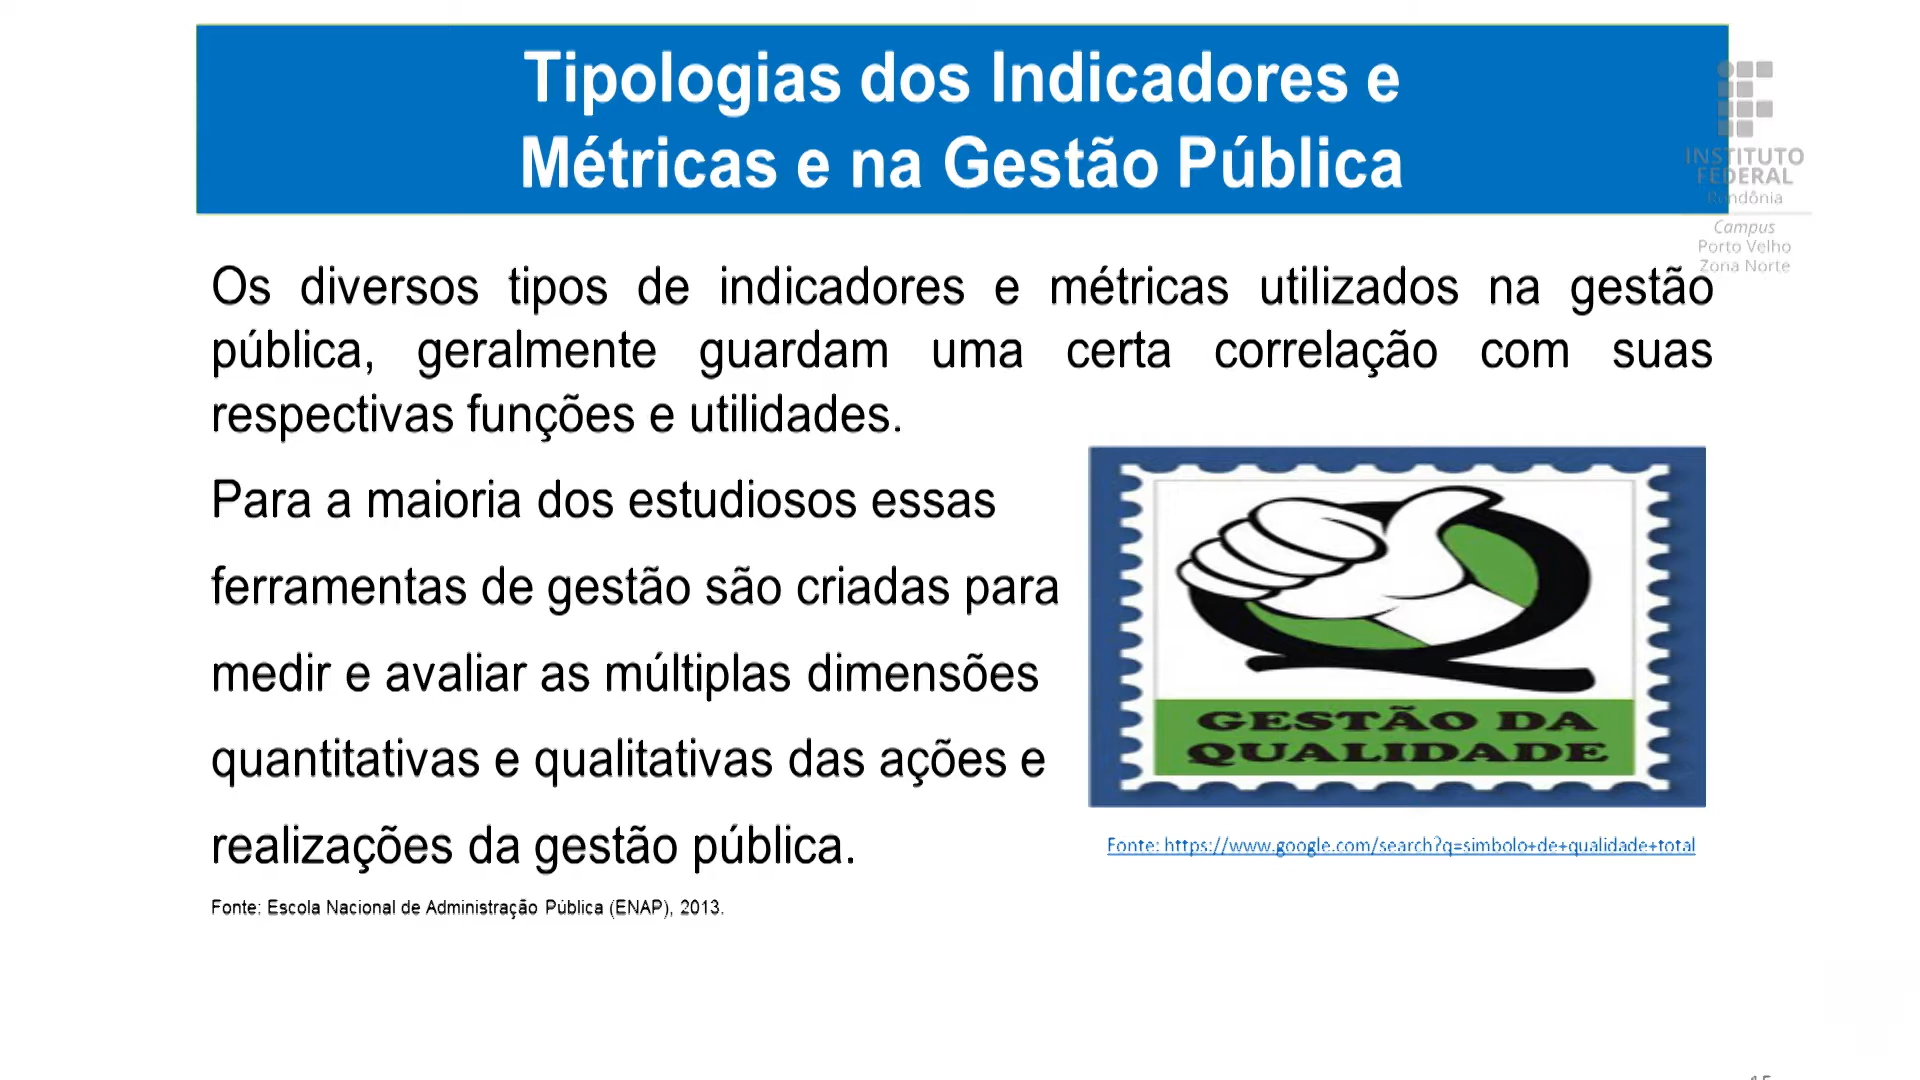 Tipologias dos Indicadores e
Métricas e na Gestão Pública
INSTITUTO
FEDERAL
Rondônia
Campus
Porto Velho
Zona Norte
Os diversos tipos de indicadores e métricas utilizados na gestão
pública, geralmente guardam uma certa correlação com suas
respectivas funções e utilidades.
Para a maioria dos estudiosos essas
ferramentas de gestão são criadas para
medir e avaliar as múltiplas dimensões
quantitativas e qualitativas das ações e
realizações da gestão pública.
GESTÃO DA
QUALIDADE
Fonte: https://www.google.com/search?q=simbolo+de+qualidade+total
Fonte: Escola Nacional de Administração Pública (ENAP), 2013.